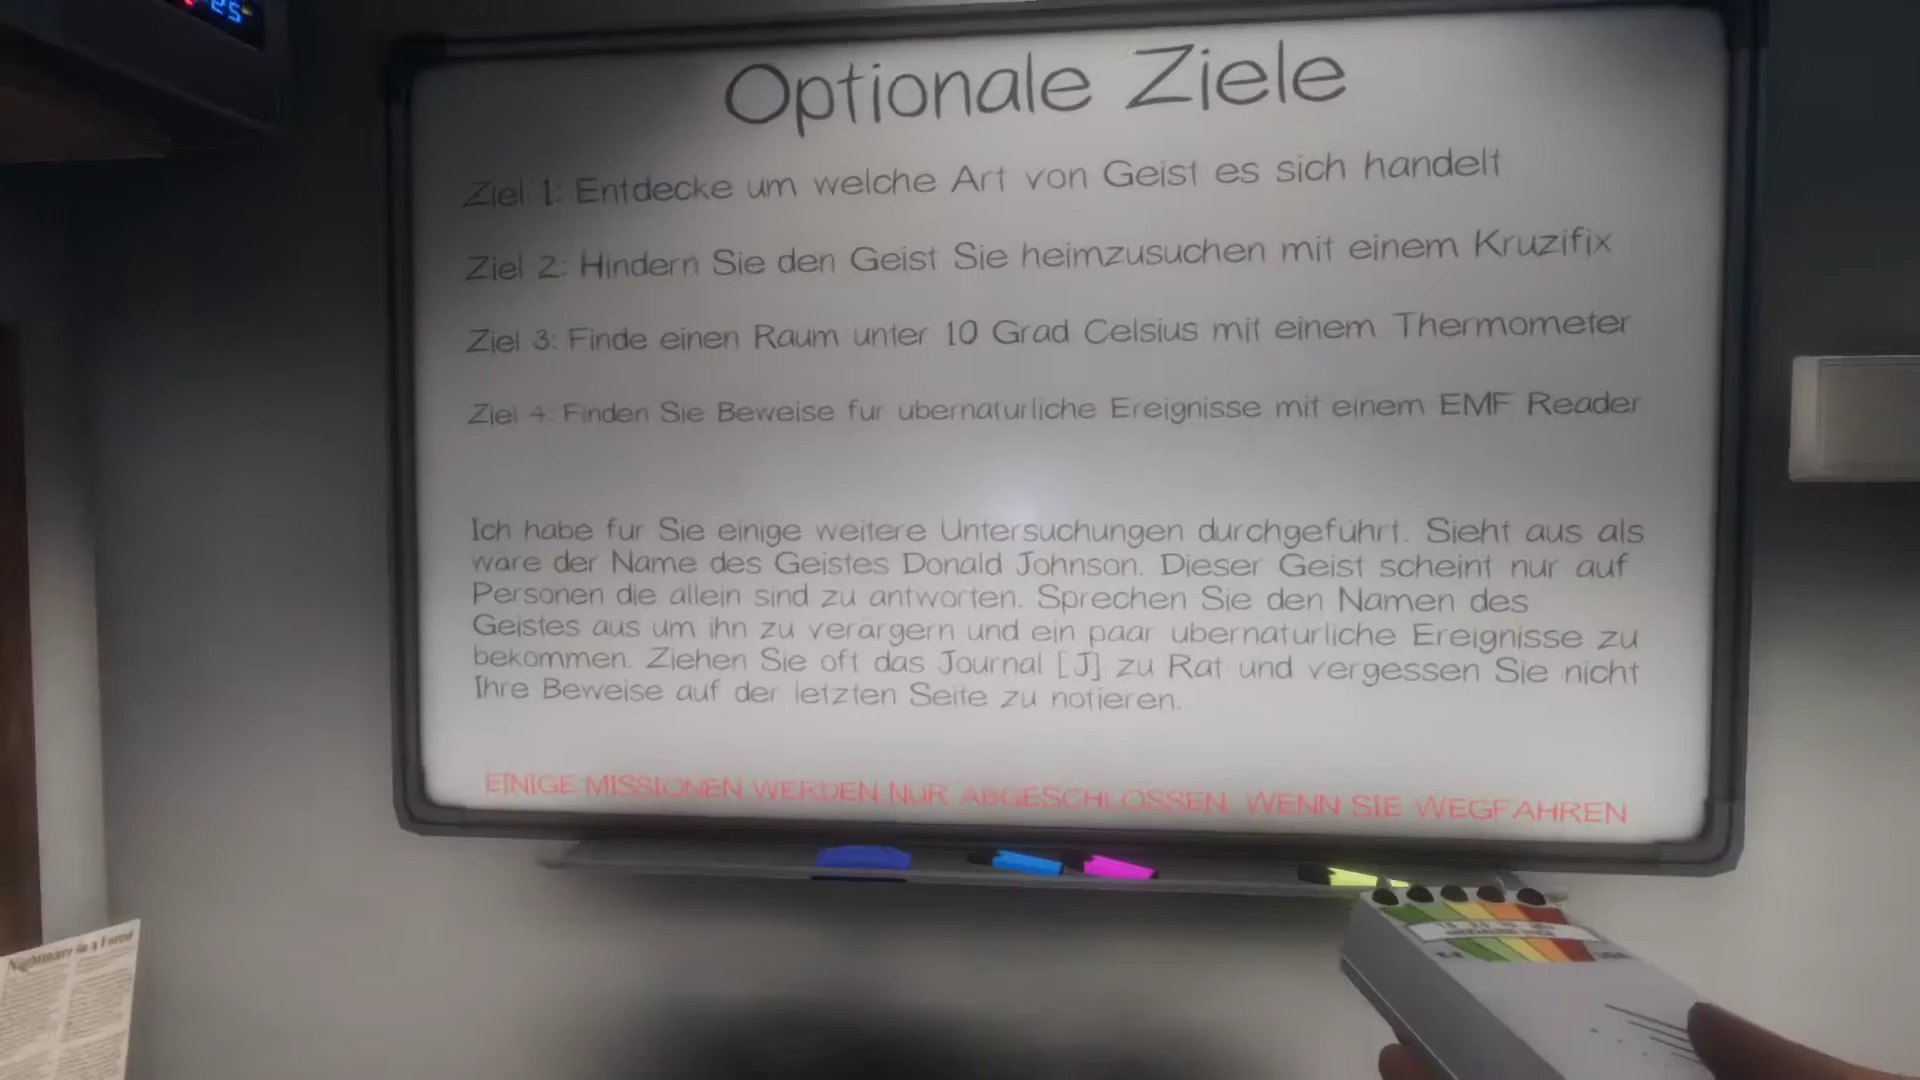 Optionale Ziele
Ziel 1: Entdecke um welche Art von Geist es sich handelt
Ziel 2: Hindern Sie den Geist Sie heimzusuchen mit einem Kruzifix
Ziel 3: Finde einen Raum unter 10 Grad Celsius mit einem Thermometer
Ziel 4: Finden Sie Beweise fur ubernaturliche Ereignisse mit einem EMF Reader
Ich habe fur Sie einige weitere Untersuchungen durchgefuhrt. Sieht aus als
ware der Name des Geistes Donald Johnson. Dieser Geist scheint nur auf
Personen die allein sind zu antworten. Sprechen Sie den Namen des
Geistes aus um ihn zu verargern und ein paar ubernaturliche Ereignisse zu
bekommen. Ziehen Sie oft das Journal [J] zu Rat und vergessen Sie nicht
Ihre Beweise auf der letzten Seite zu notieren.
EINIGE MISSIONEN WERDEN NUR ABGESCHLOSSEN, WENN SIE WEGFAHREN
Nightmare in a Forest